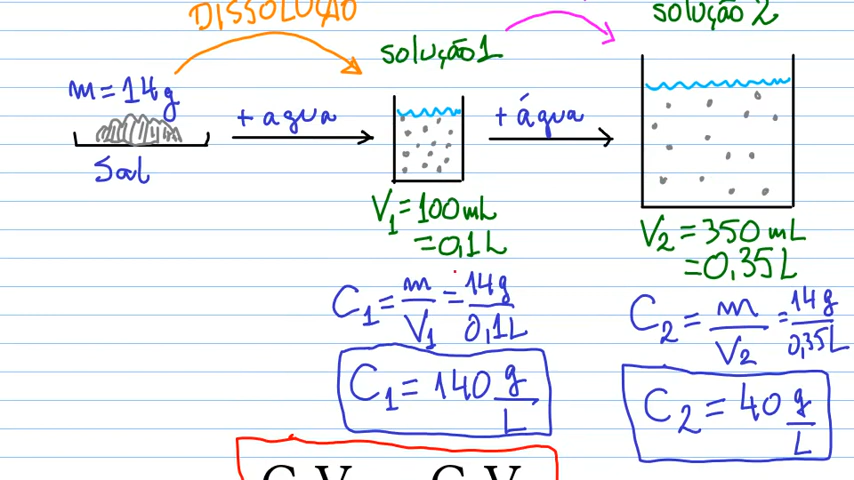 DISSOLUÇÃO
solução 1
solução 2
m = 14 g
+ agua
+ água
Sal
V₁ = 100 mL
= 0,1 L
V₂ = 350 mL
= 0,35 L
C₁ = m/V₁ = 14 g/0,1 L
C₂ = m/V₂ = 14 g/0,35 L
C₁ = 140 g/L
C₂ = 40 g/L